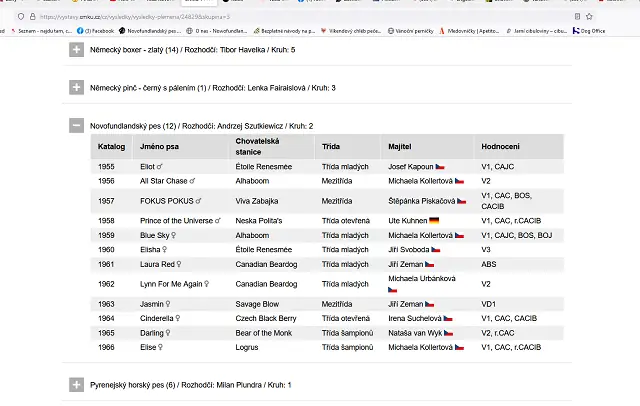 https://vystavy.cmku.cz/cz/vysledky/vysledky-plemena/24829&skupina=3
Seznam - najdu tam, c (3) Facebook Novofundlandský pes ... O nas - Novofundlan... Bezpečné návody na p... Víkendový chléb peče... Vánoční perníčky Medovníčky (Apetito... Jarní cibuloviny – cibu... Dog Office
Německý boxer - zlatý (14) / Rozhodčí: Tibor Havelka / Kruh: 5
Německý pinč - černý s pálením (1) / Rozhodčí: Lenka Fairaislová / Kruh: 3
Novofundlandský pes (12) / Rozhodčí: Andrzej Szutkiewicz / Kruh: 2
Katalog Jméno psa Chovatelská stanice Třída Majitel Hodnocení
1955 Eliot ♂ Étoile Renesmée Třída mladých Josef Kapoun V1, CAJC
1956 All Star Chase ♂ Alhaboom Mezitřída Michaela Kollertová V2
1957 FOKUS POKUS ♂ Viva Zabajka Mezitřída Štěpánka Piskačová V1, CAC, BOS, CACIB
1958 Prince of the Universe ♂ Neska Polita's Třída otevřená Ute Kuhnen V1, CAC, r.CACIB
1959 Blue Sky ♀ Alhaboom Třída mladých Michaela Kollertová V1, CAJC, BOS, BOJ
1960 Elisha ♀ Étoile Renesmée Třída mladých Jiří Svoboda V3
1961 Laura Red ♀ Canadian Beardog Třída mladých Jiří Zeman ABS
1962 Lynn For Me Again ♀ Canadian Beardog Třída mladých Michaela Urbánková V2
1963 Jasmin ♀ Savage Blow Mezitřída Jiří Zeman VD1
1964 Cinderella ♀ Czech Black Berry Třída otevřená Irena Suchelová V1, CAC, CACIB
1965 Darling ♀ Bear of the Monk Třída šampiónů Nataša van Wyk V2, r.CAC
1966 Elise ♀ Logrus Třída šampiónů Michaela Kollertová V1, CAC, r.CACIB
Pyrenejský horský pes (6) / Rozhodčí: Milan Plundra / Kruh: 1